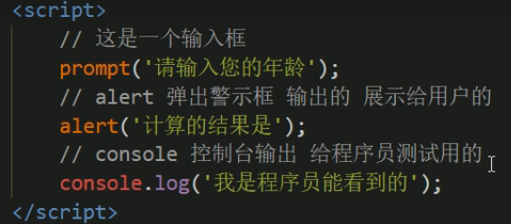 <script>
// 这是一个输入框
prompt('请输入您的年龄');
// alert 弹出警示框 输出的 展示给用户的
alert('计算的结果是');
// console 控制台输出 给程序员测试用的
console.log('我是程序员能看到的');
</script>